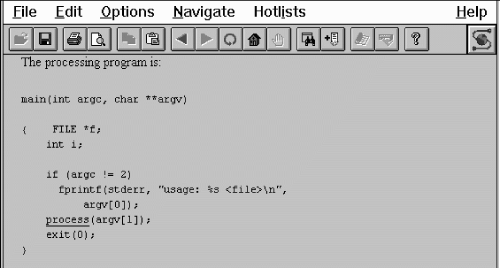 File Edit Options Navigate Hotlists Help
The processing program is:
main(int argc, char **argv)
{ FILE *f;
int i;
if (argc != 2)
fprintf(stderr, "usage: %s <file>\n",
argv[0]);
process(argv[1]);
exit(0);
}